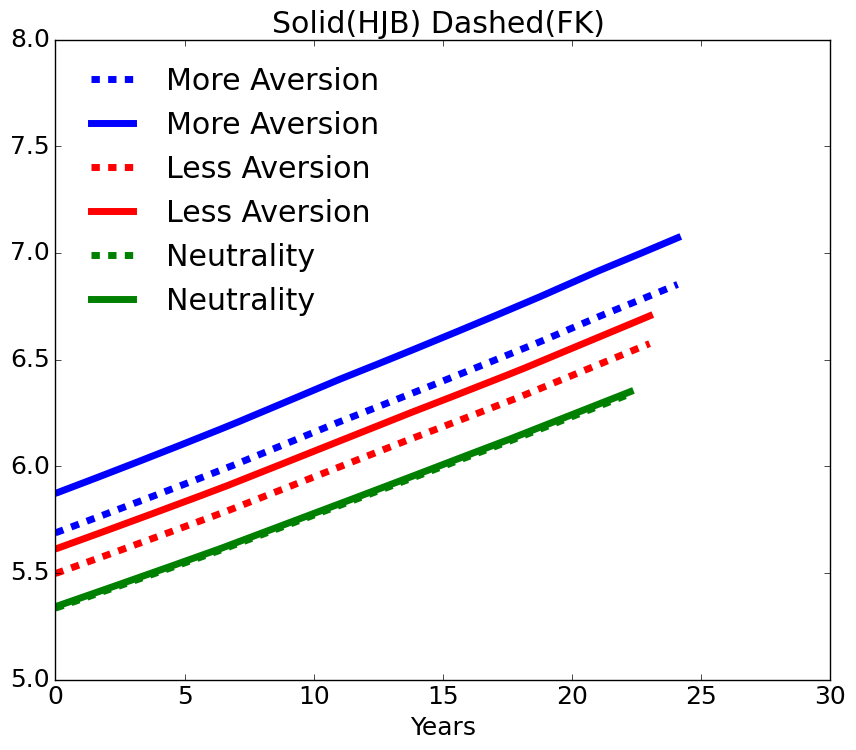 Solid(HJB) Dashed(FK)
8.0
7.5
7.0
6.5
6.0
5.5
5.0
More Aversion
More Aversion
Less Aversion
Less Aversion
Neutrality
Neutrality
0 5 10 15 20 25 30
Years